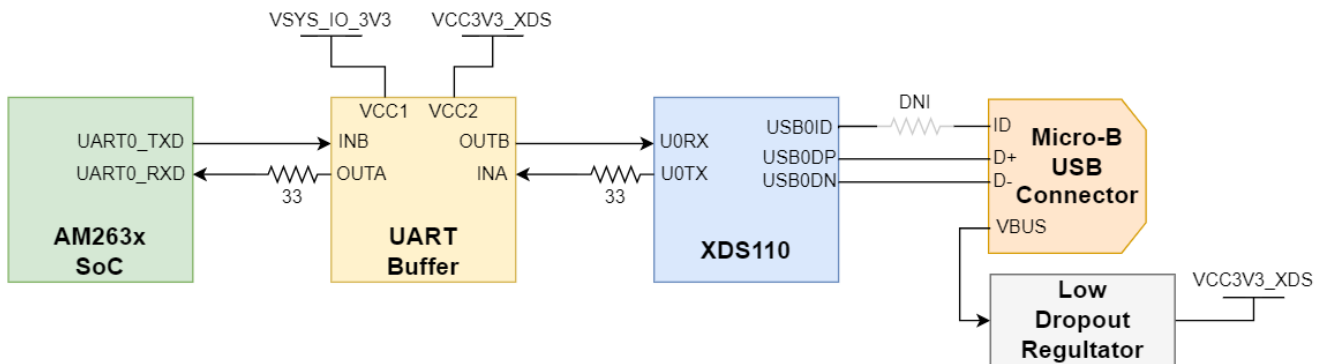 VSYS_IO_3V3
VCC3V3_XDS
VCC1
VCC2
UART0_TXD
UART0_RXD
AM263x
SoC
33
INB
OUTA
OUTB
INA
UART
Buffer
33
U0RX
U0TX
USB0ID
USB0DP
USB0DN
XDS110
DNI
ID
D+
D-
VBUS
Micro-B
USB
Connector
Low
Dropout
Regultator
VCC3V3_XDS